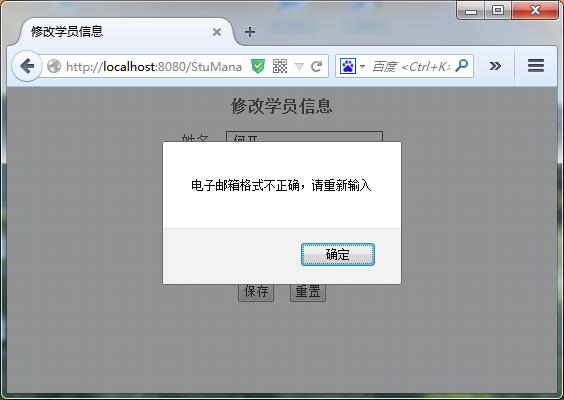 修改学员信息
http://localhost:8080/StuMana
百度 <Ctrl+K>
修改学员信息
姓名
电子邮箱格式不正确，请重新输入
确定
保存 重置